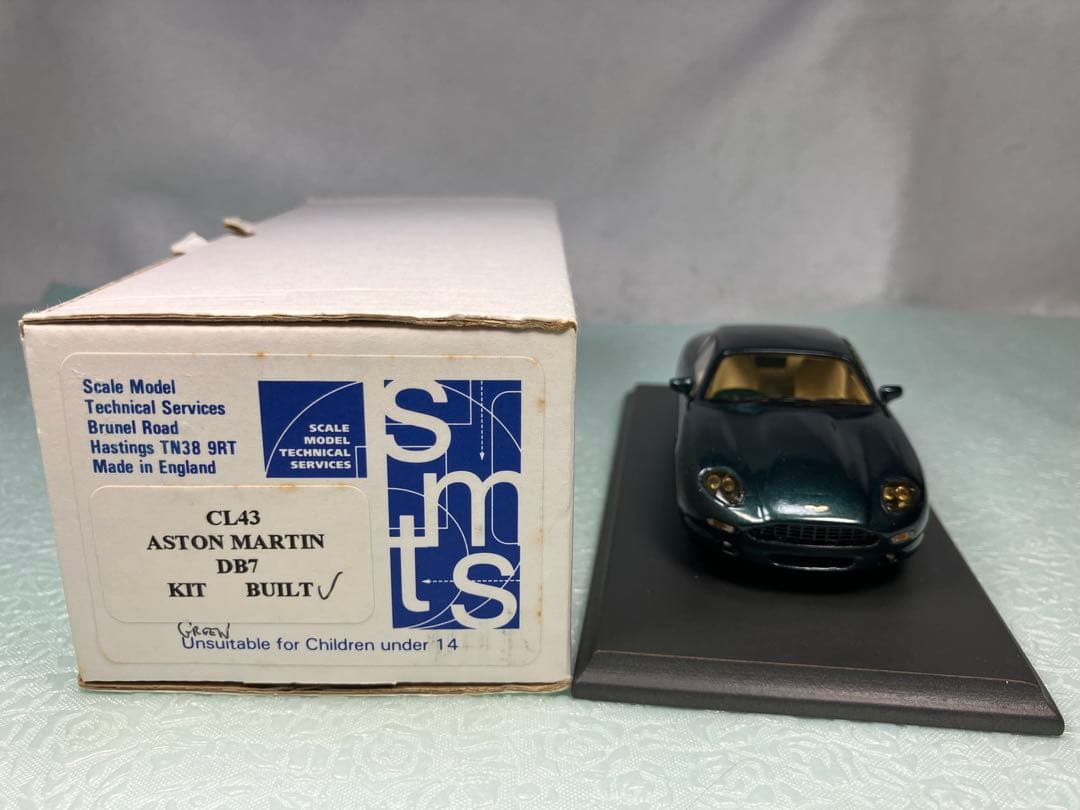 Scale Model
Technical Services
Brunel Road
Hastings TN38 9RT
Made in England
SCALE
MODEL
TECHNICAL
SERVICES
smts
CL43
ASTON MARTIN
DB7
KIT BUILT ✓
GREEN
Unsuitable for Children under 14